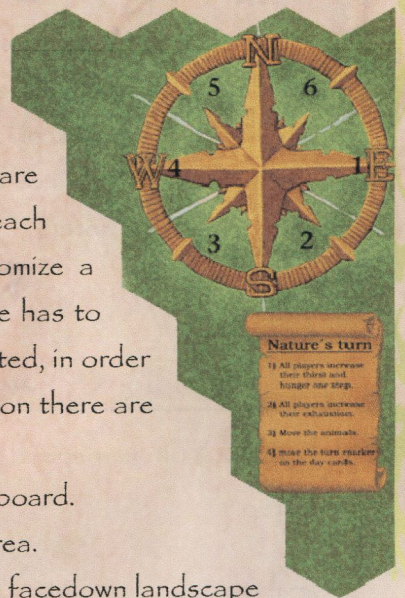 N
5 6
are
W 4 1 E
each
omize a
3 2
e has to
S
ted, in order
Nature's turn
on there are
1) All players increase
their thirst and
hunger one step.
2) All players increase
their exhaustion.
3) Move the animals.
4) move the turn marker
on the day cards.
board.
rea.
facedown landscape